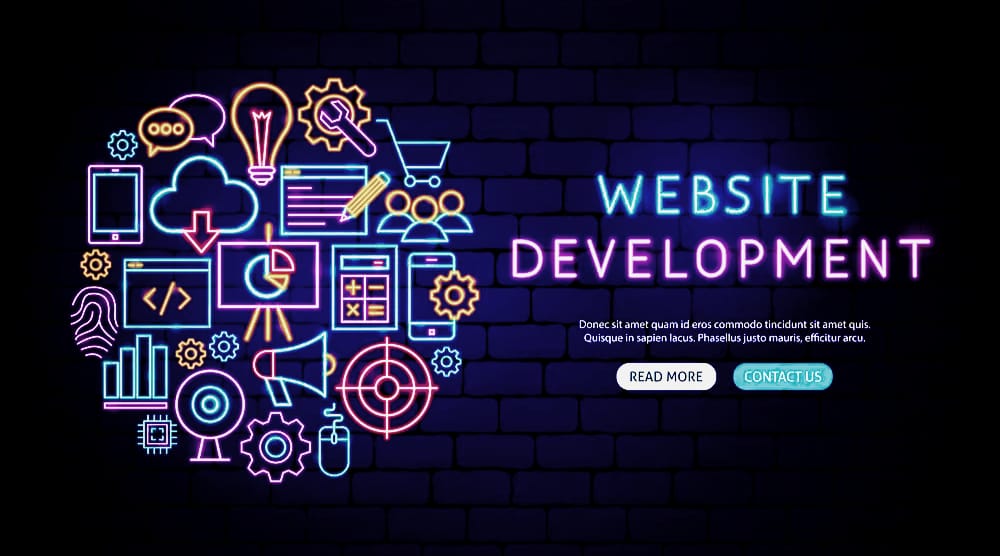 WEBSITE
DEVELOPMENT
Donec sit amet quam id eros commodo tincidunt sit amet quis.
Quisque in sapien lacus. Phasellus justo mauris, efficitur arcu.
READ MORE
CONTACT US